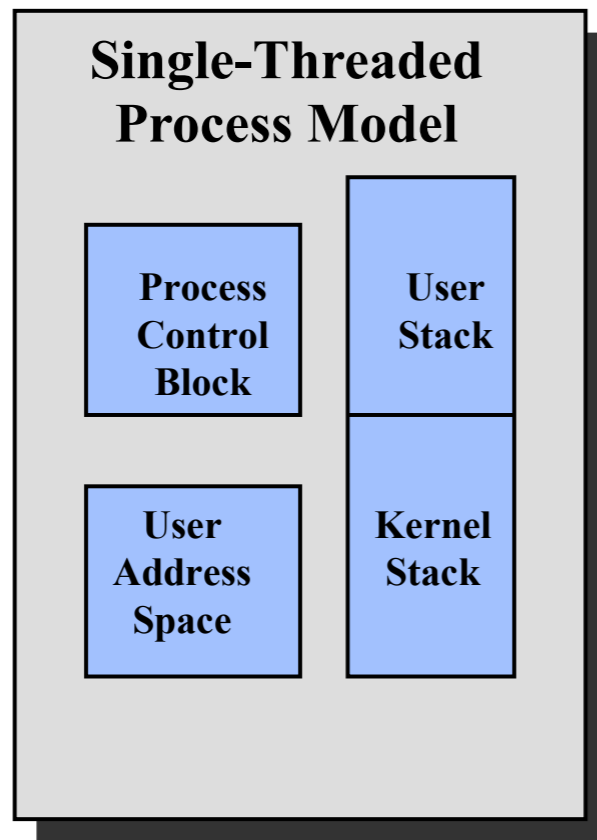 Single-Threaded
Process Model
Process
Control
Block
User
Stack
User
Address
Space
Kernel
Stack